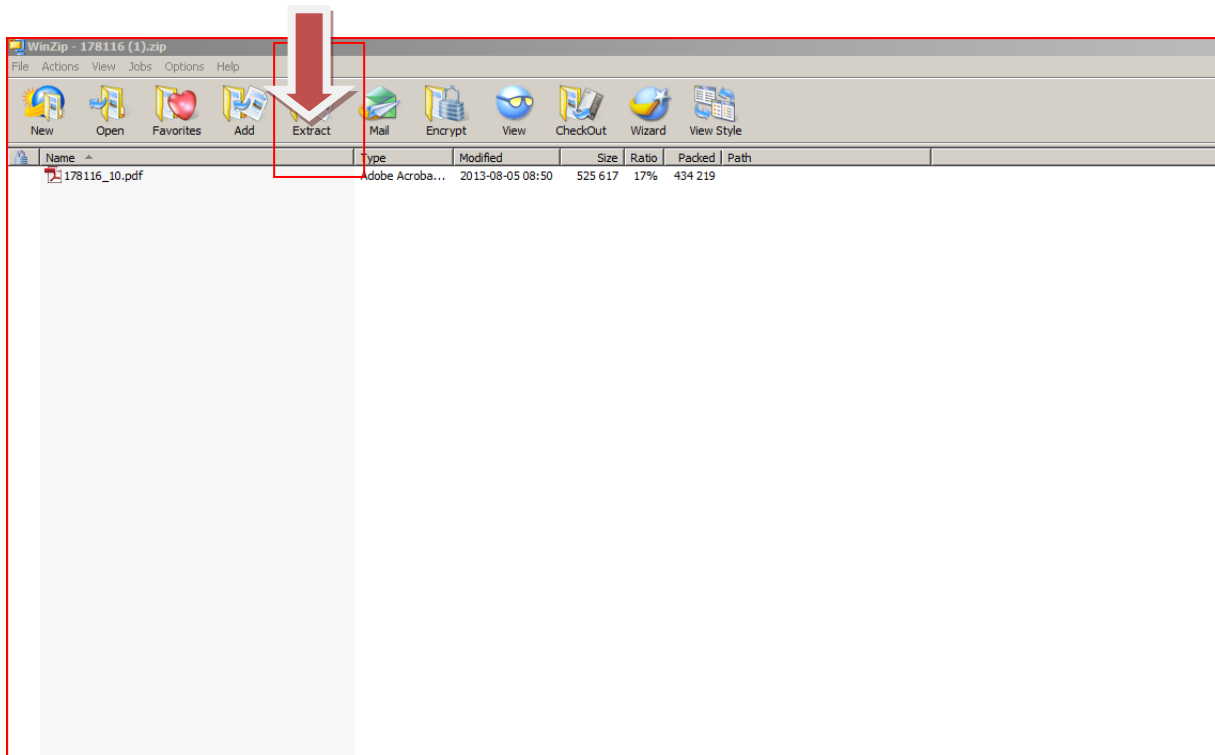 WinZip - 178116 (1).zip
File Actions View Jobs Options Help
New Open Favorites Add Extract Mail Encrypt View CheckOut Wizard View Style
Name Type Modified Size Ratio Packed Path
178116_10.pdf Adobe Acroba... 2013-08-05 08:50 525 617 17% 434 219